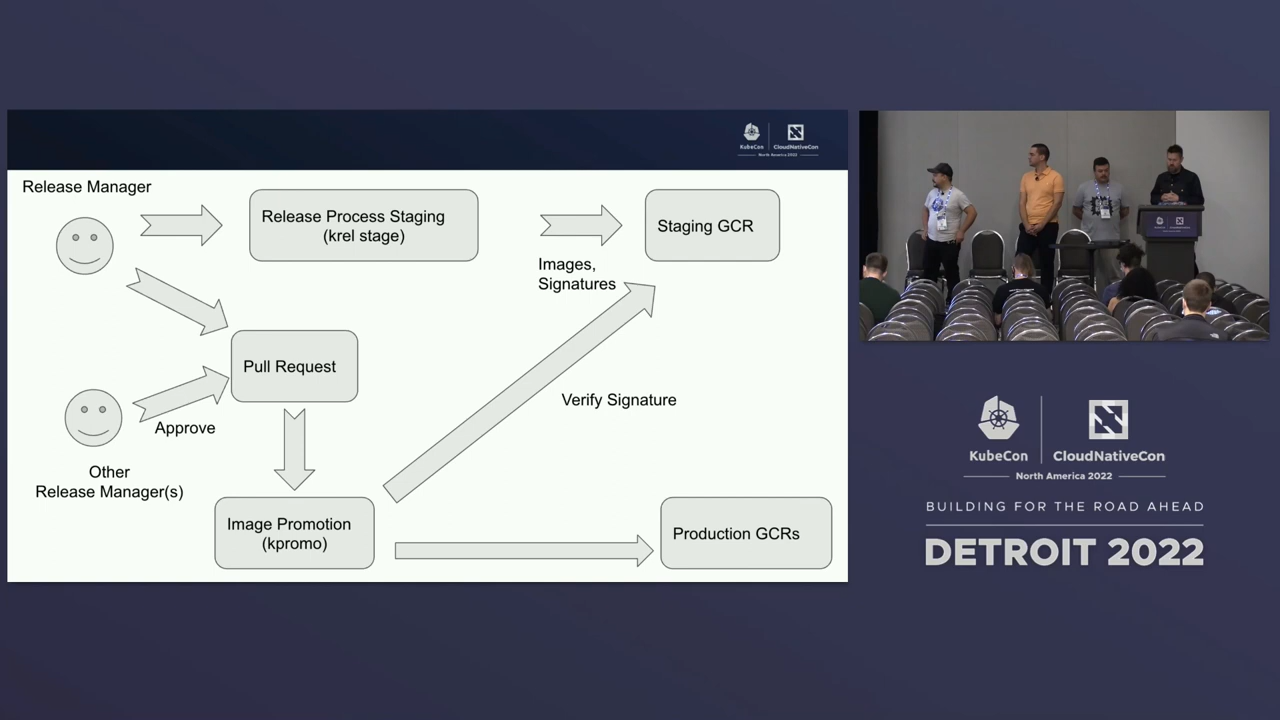 KubeCon
CloudNativeCon
North America 2022
Release Manager
Release Process Staging
(krel stage)
Staging GCR
Images,
Signatures
Pull Request
Verify Signature
Approve
Other
Release Manager(s)
Image Promotion
(kpromo)
Production GCRs
KubeCon
CloudNativeCon
North America 2022
BUILDING FOR THE ROAD AHEAD
DETROIT 2022